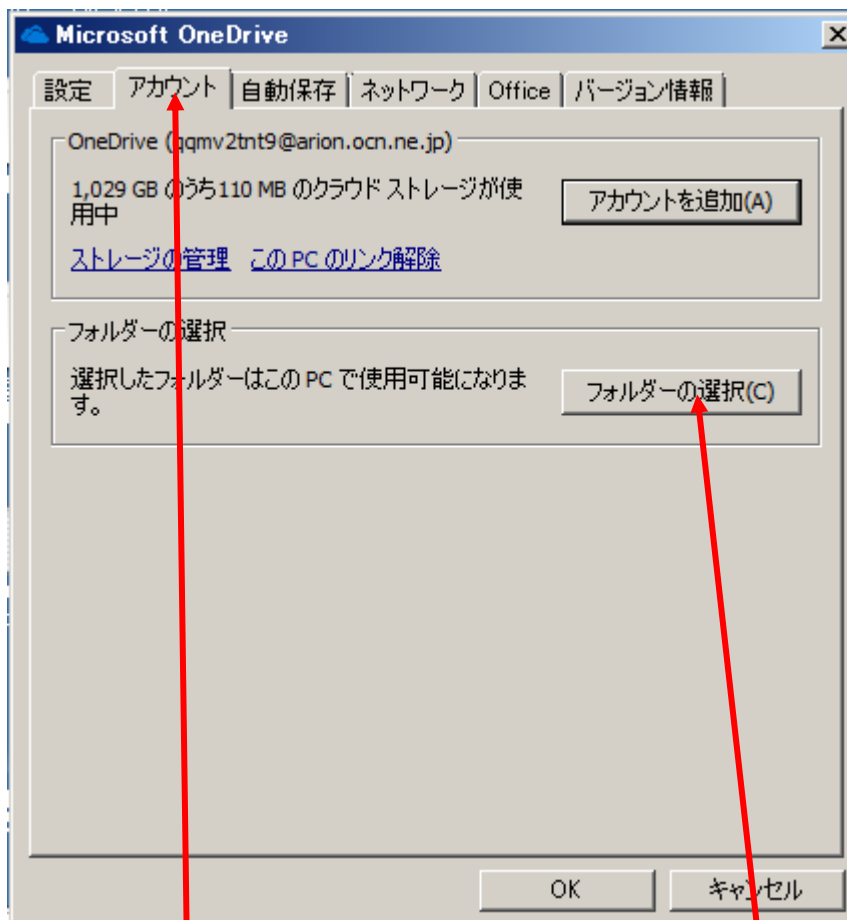 Microsoft OneDrive
設定 アカウント 自動保存 ネットワーク Office バージョン情報
OneDrive (qqmv2tnt9@arion.ocn.ne.jp)
1,029 GB のうち110 MB のクラウド ストレージが使
用中
アカウントを追加(A)
ストレージの管理 この PC のリンク解除
フォルダーの選択
選択したフォルダーはこの PC で使用可能になりま
す。
フォルダーの選択(C)
OK キャンセル